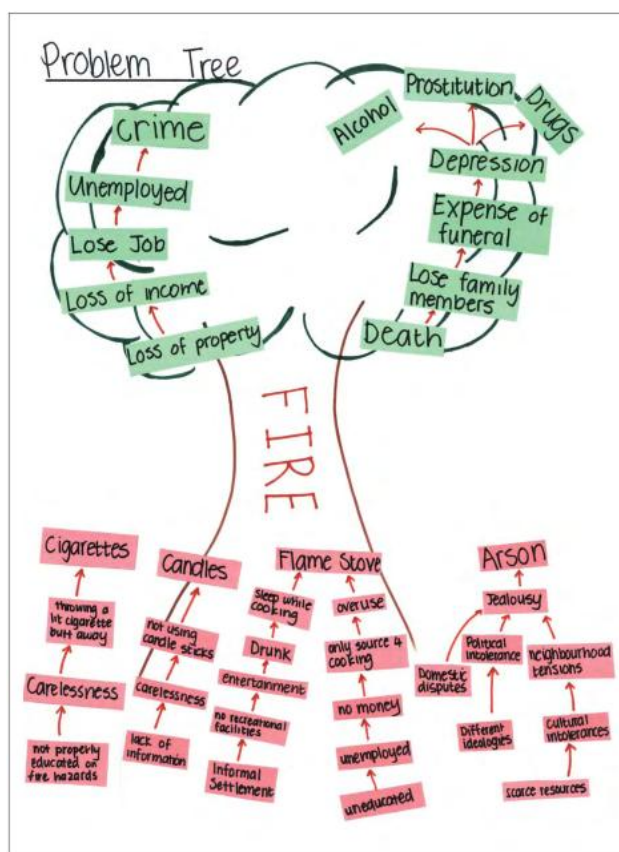 Problem Tree
Crime
Unemployed
Lose Job
Loss of income
Loss of property
Prostitution
Alcohol
Drugs
Depression
Expense of
funeral
Lose family
members
Death
FIRE
Cigarettes
throwing a
lit cigarette
butt away
Carelessness
not properly
educated on
fire hazards
Candles
not using
candle sticks
carelessness
lack of
information
Flame Stove
sleep while
cooking
Drunk
entertainment
no recreational
facilities
Informal
Settlement
overuse
only source 4
cooking
no money
unemployed
uneducated
Arson
Jealousy
Domestic
disputes
Political
intolerance
Different
ideologies
neighbourhood
tensions
Cultural
intolerances
scarce resources